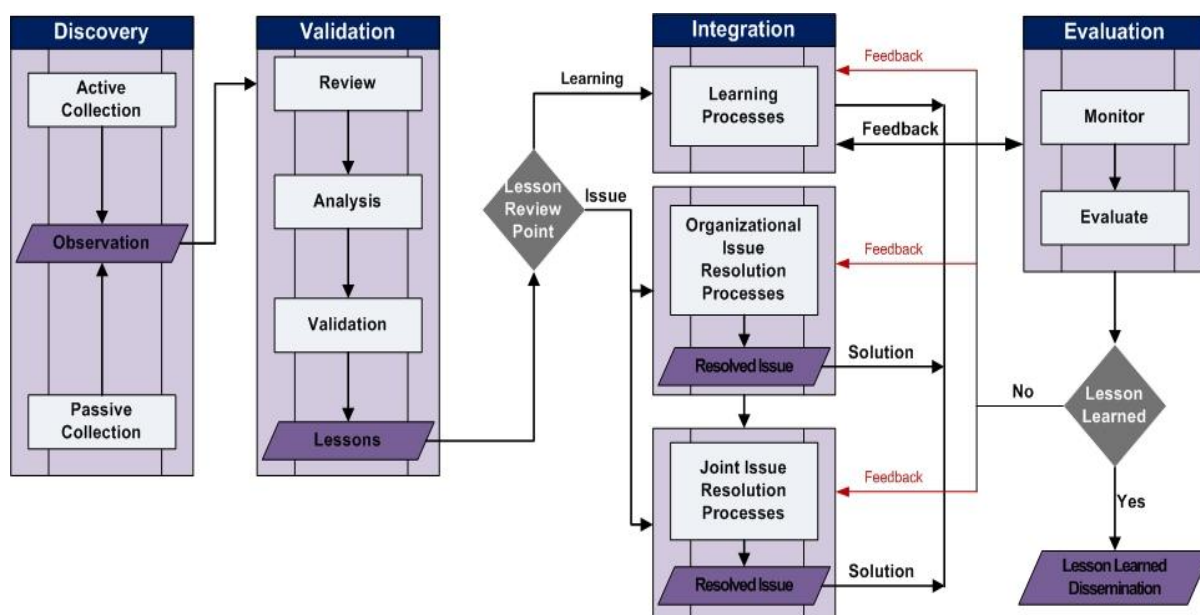 Discovery
Active
Collection
Observation
Passive
Collection
Validation
Review
Analysis
Validation
Lessons
Learning
Lesson
Review
Point
Issue
Integration
Learning
Processes
Organizational
Issue
Resolution
Processes
Resolved Issue
Joint Issue
Resolution
Processes
Resolved Issue
Feedback
Feedback
Feedback
Solution
Feedback
Solution
No
Evaluation
Monitor
Evaluate
Lesson
Learned
Yes
Lesson Learned
Dissemination